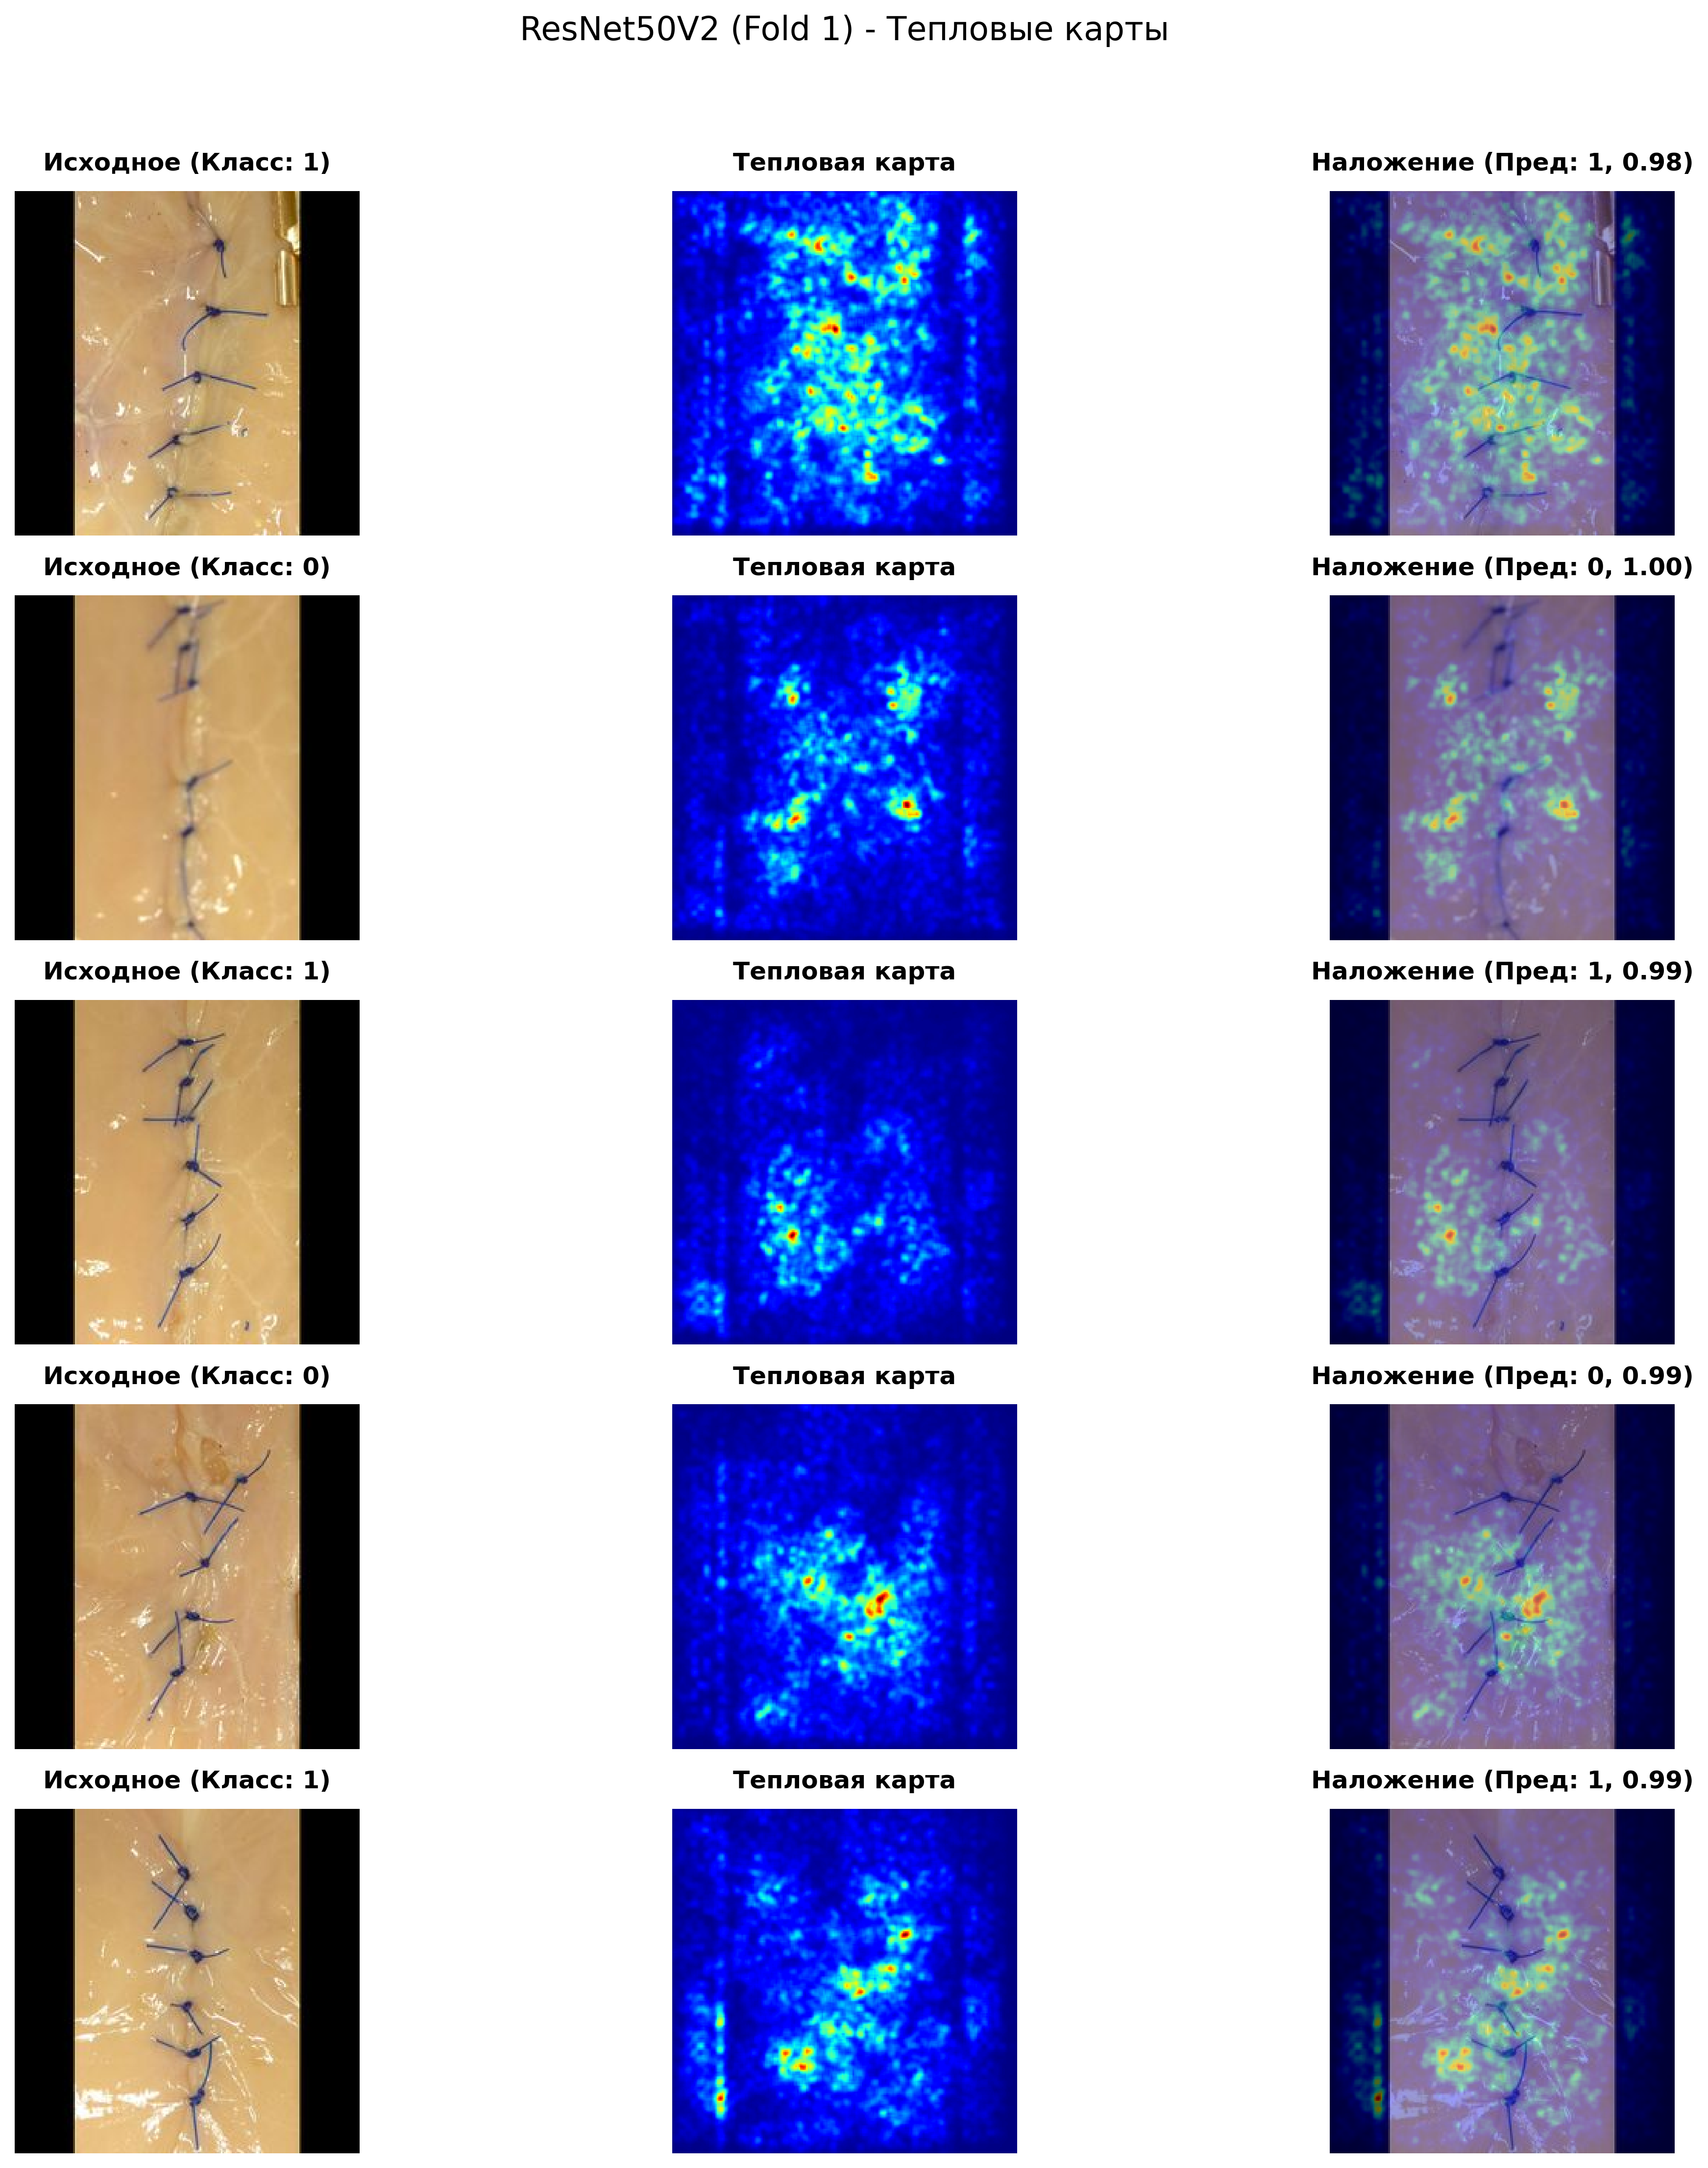 ResNet50V2 (Fold 1) - Тепловые карты
Исходное (Класс: 1)
Тепловая карта
Наложение (Пред: 1, 0.98)
Исходное (Класс: 0)
Тепловая карта
Наложение (Пред: 0, 1.00)
Исходное (Класс: 1)
Тепловая карта
Наложение (Пред: 1, 0.99)
Исходное (Класс: 0)
Тепловая карта
Наложение (Пред: 0, 0.99)
Исходное (Класс: 1)
Тепловая карта
Наложение (Пред: 1, 0.99)